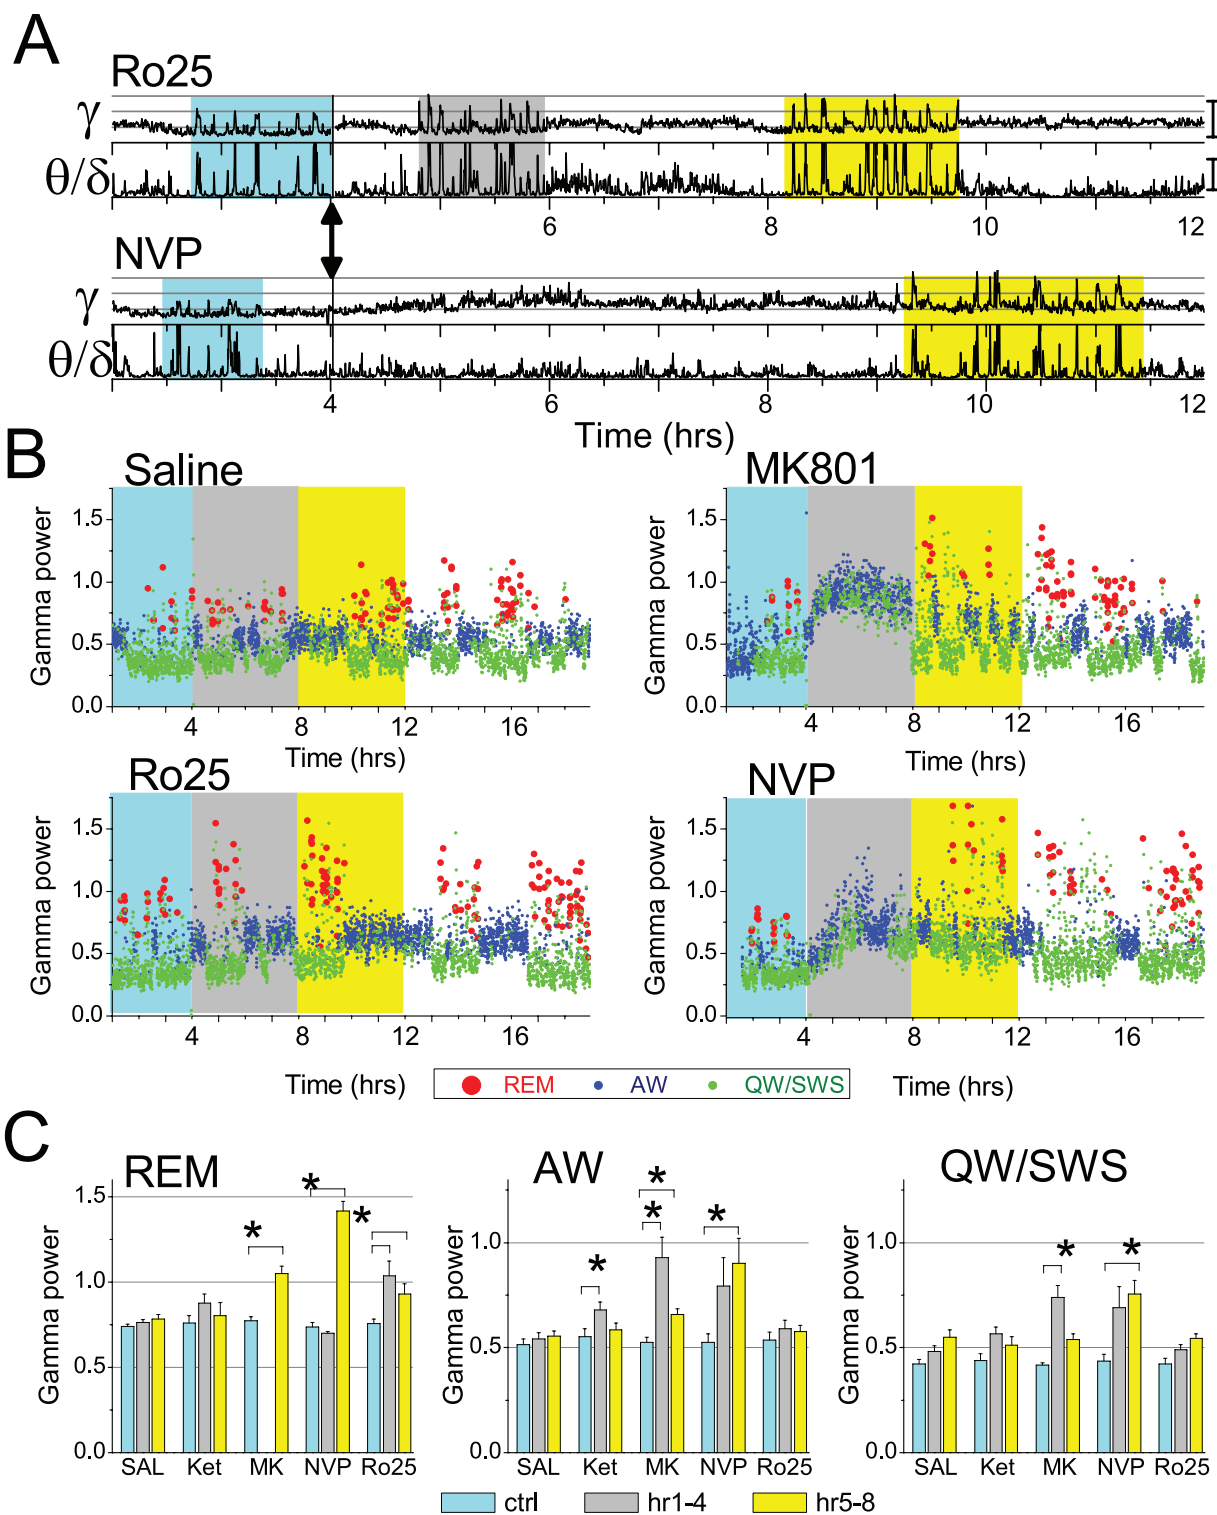 A
Ro25
γ
θ/δ
6 8 10 12
NVP
γ
θ/δ
4 6 8 10 12
Time (hrs)
B
Saline
Gamma power
1.5
1.0
0.5
0.0
4 8 12 16
Time (hrs)
MK801
Gamma power
1.5
1.0
0.5
0.0
4 8 12 16
Time (hrs)
Ro25
Gamma power
1.5
1.0
0.5
0.0
4 8 12 16
Time (hrs)
NVP
Gamma power
1.5
1.0
0.5
0.0
4 8 12 16
Time (hrs)
REM AW QW/SWS
C
REM
Gamma power
1.5
1.0
0.5
0.0
* * *
SAL Ket MK NVP Ro25
AW
Gamma power
1.0
0.5
0.0
* * * *
SAL Ket MK NVP Ro25
QW/SWS
Gamma power
1.0
0.5
0.0
* *
SAL Ket MK NVP Ro25
ctrl hr1-4 hr5-8